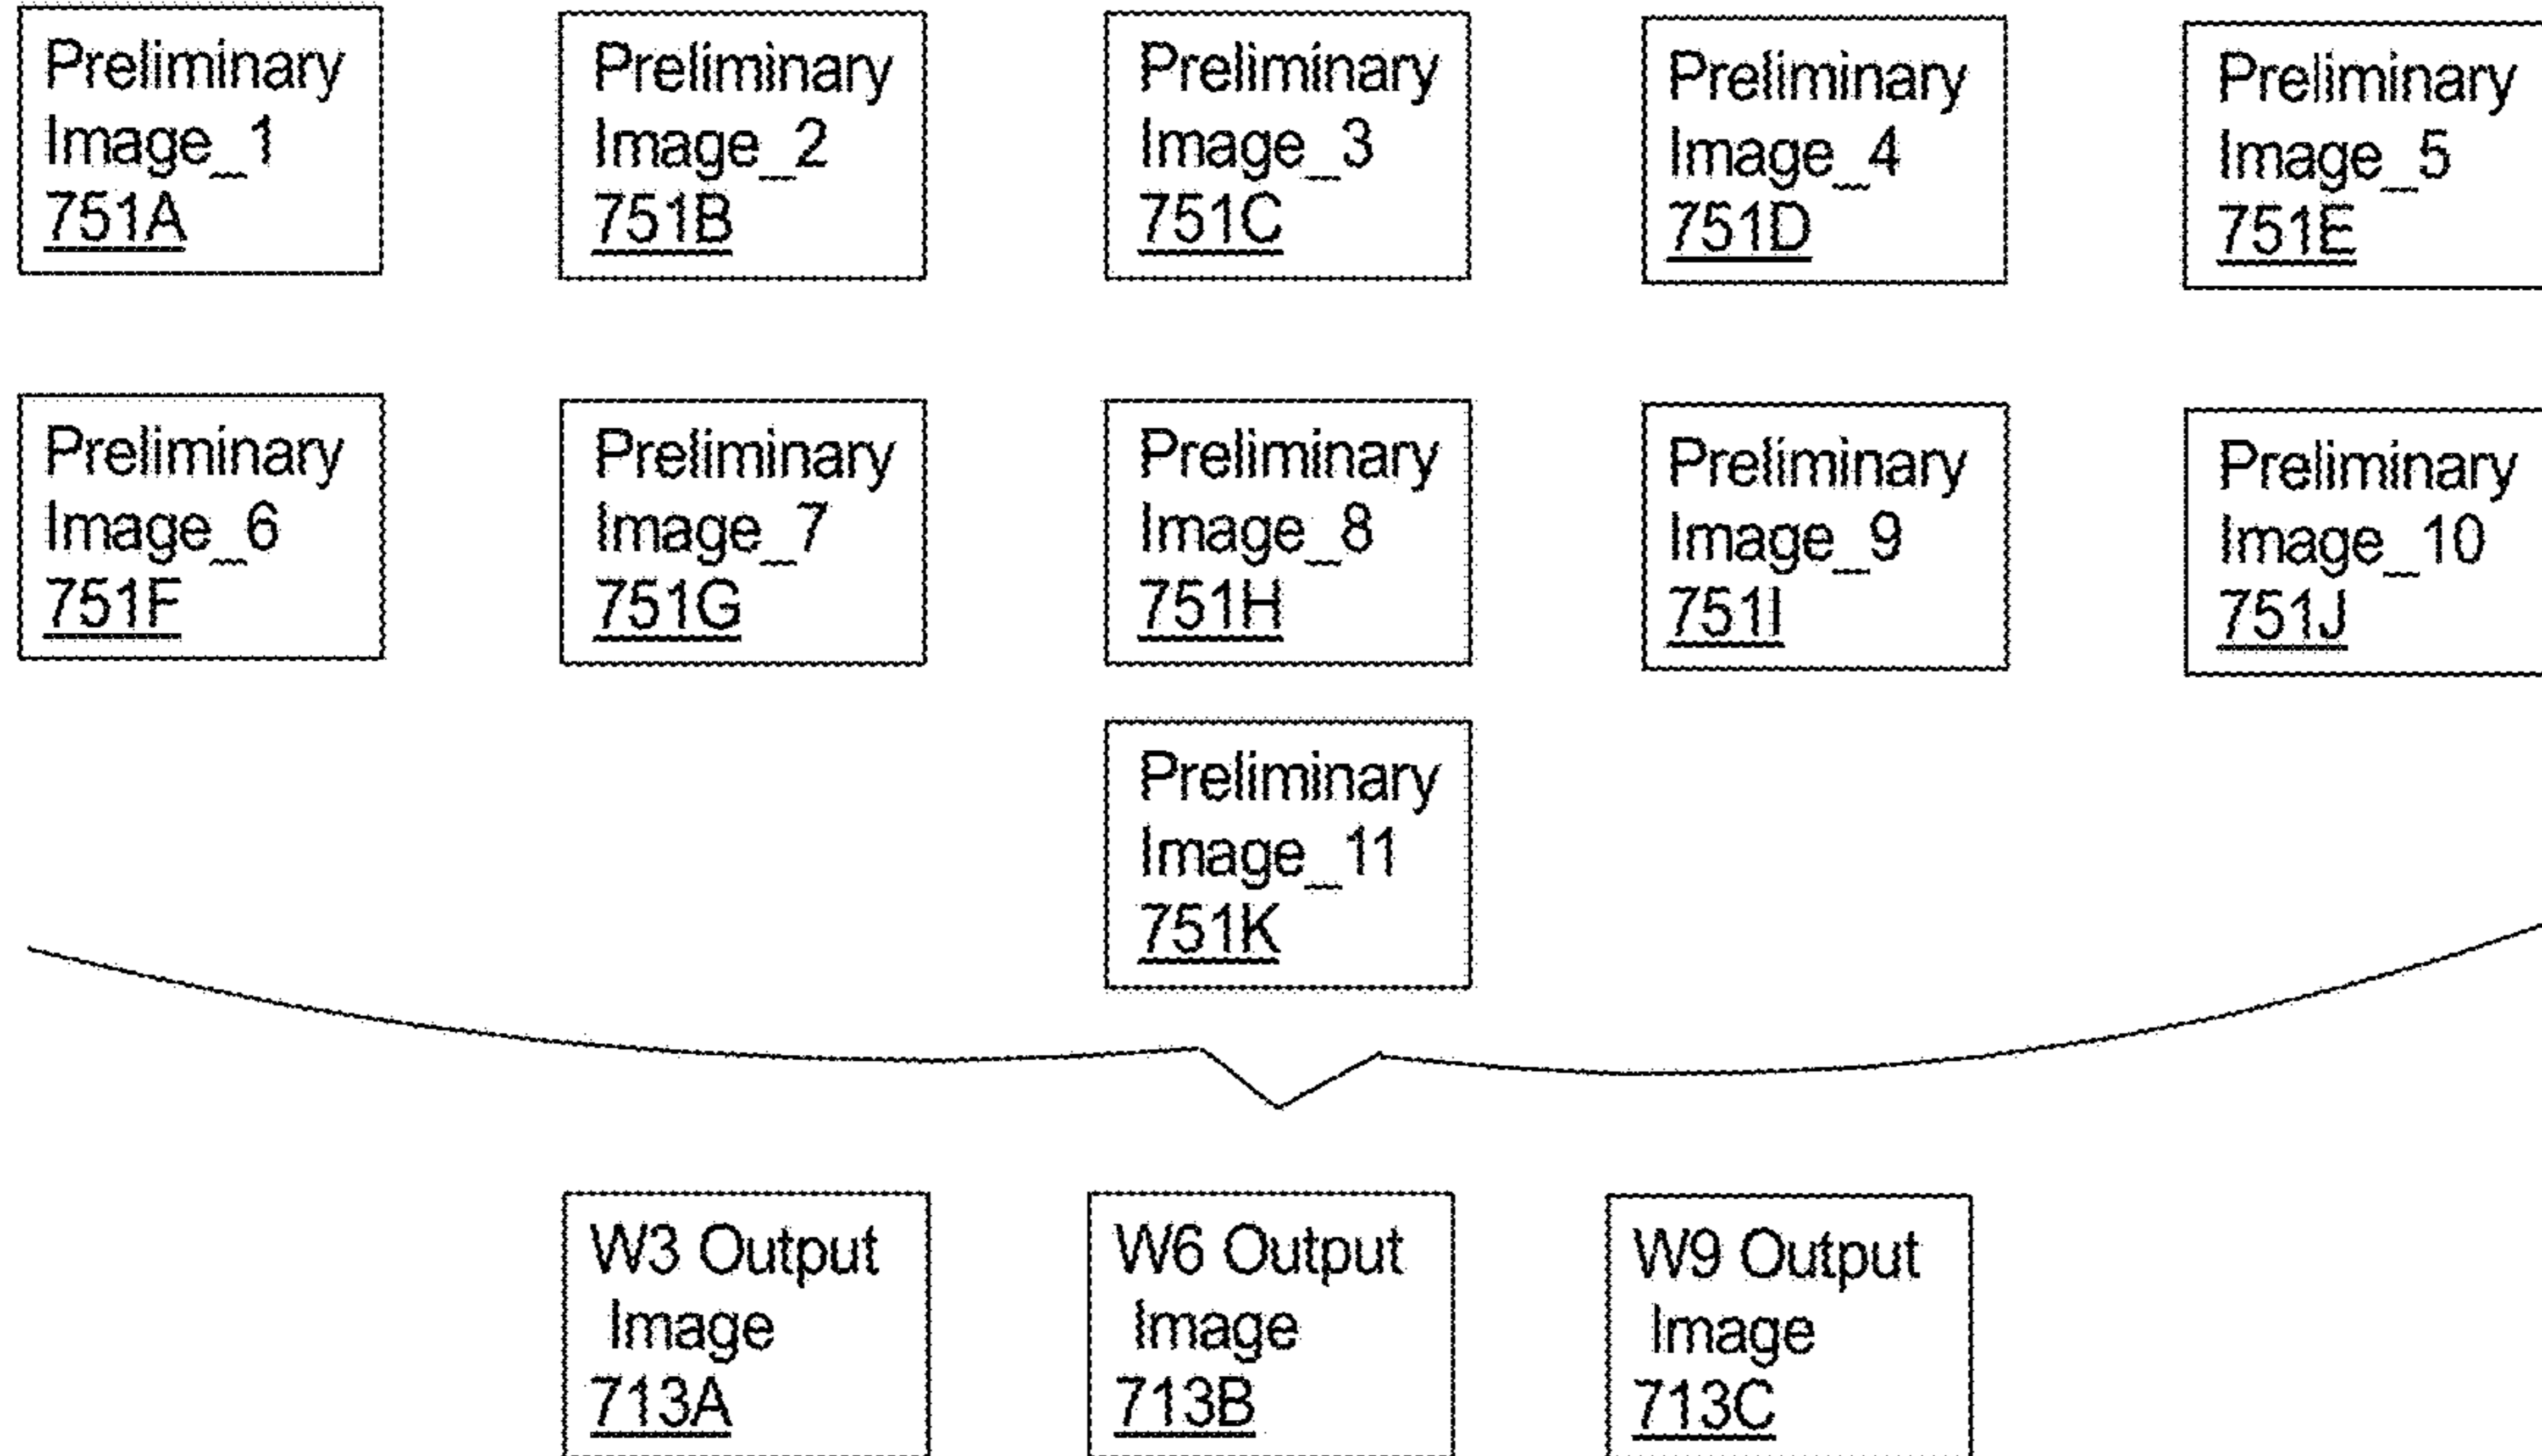 Preliminary
Image_1
751A
Preliminary
Image_2
751B
Preliminary
Image_3
751C
Preliminary
Image_4
751D
Preliminary
Image_5
751E
Preliminary
Image_6
751F
Preliminary
Image_7
751G
Preliminary
Image_8
751H
Preliminary
Image_9
751I
Preliminary
Image_10
751J
Preliminary
Image_11
751K
W3 Output
Image
713A
W6 Output
Image
713B
W9 Output
Image
713C